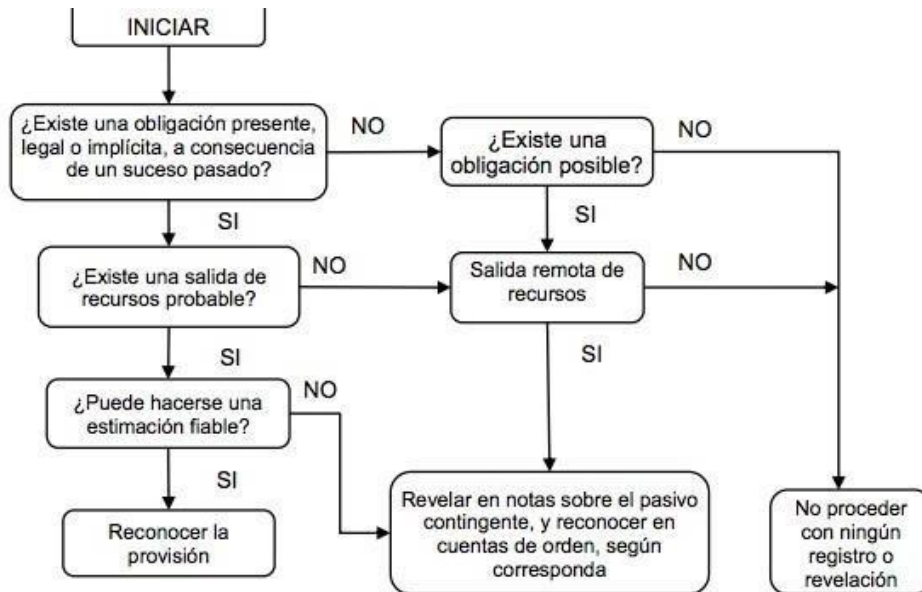 INICIAR
¿Existe una obligación presente,
legal o implícita, a consecuencia
de un suceso pasado?
NO
¿Existe una
obligación posible?
NO
SI
SI
¿Existe una salida de
recursos probable?
NO
Salida remota de
recursos
NO
SI
SI
¿Puede hacerse una
estimación fiable?
NO
SI
Reconocer la
provisión
Revelar en notas sobre el pasivo
contingente, y reconocer en
cuentas de orden, según
corresponda
No proceder
con ningún
registro o
revelación